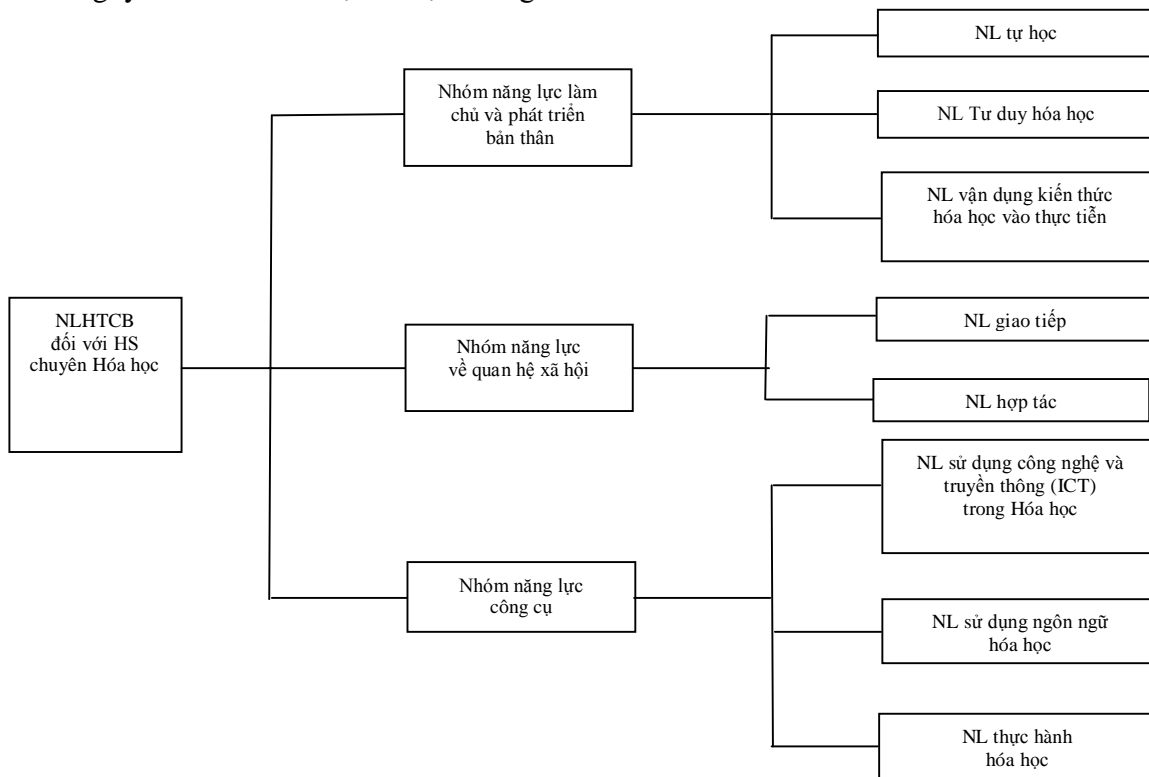 NL tự học
Nhóm năng lực làm
chủ và phát triển
bản thân
NL Tư duy hóa học
NL vận dụng kiến thức
hóa học vào thực tiễn
NLHTCB
đối với HS
chuyên Hóa học
Nhóm năng lực
về quan hệ xã hội
NL giao tiếp
NL hợp tác
NL sử dụng công nghệ và
truyền thông (ICT)
trong Hóa học
Nhóm năng lực
công cụ
NL sử dụng ngôn ngữ
hóa học
NL thực hành
hóa học